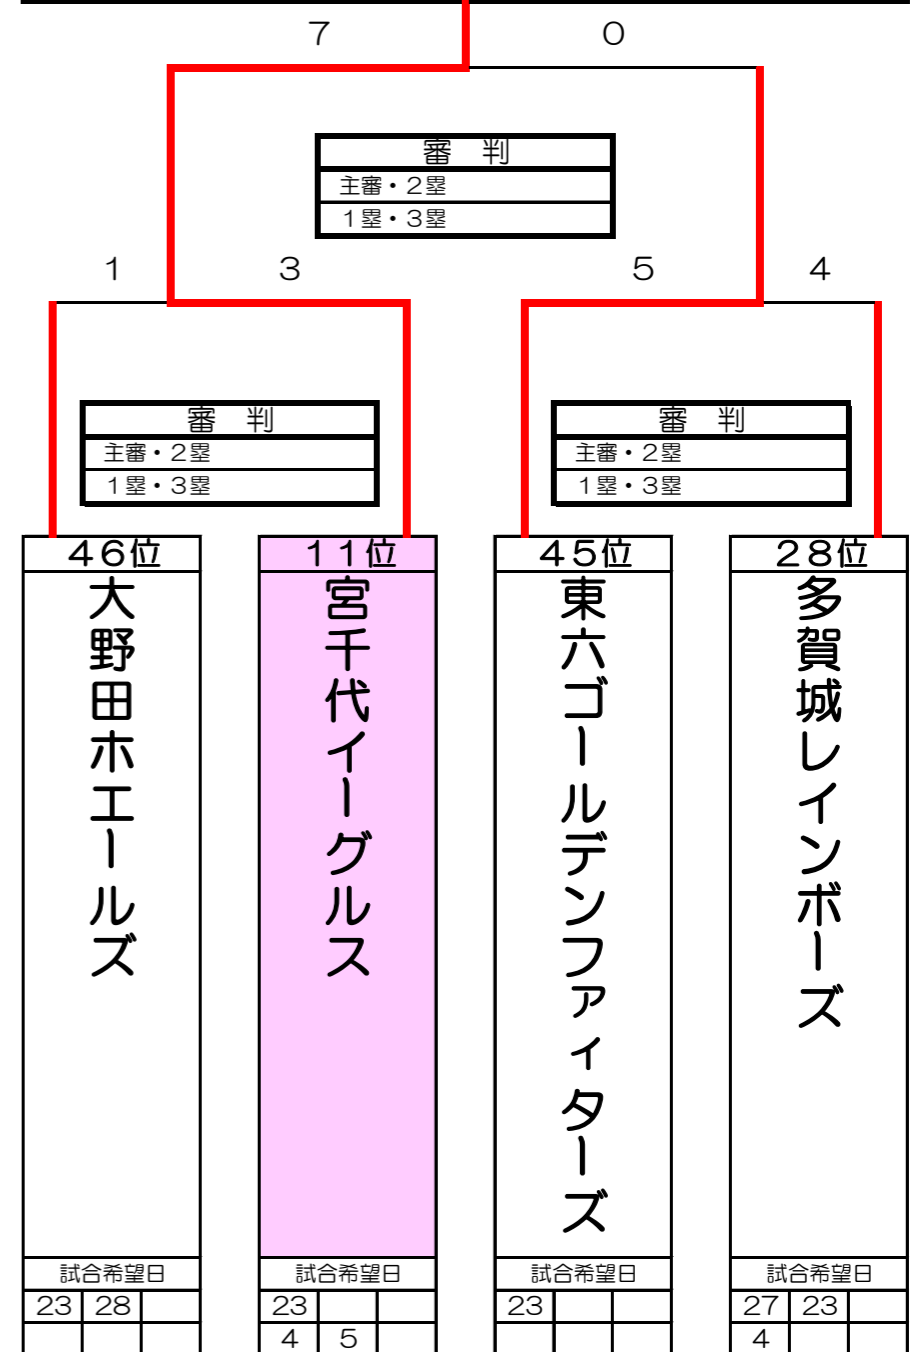 ７
０
審　判
主審・２塁
１塁・３塁
１
３
５
４
審　判
主審・２塁
１塁・３塁
審　判
主審・２塁
１塁・３塁
４６位
大野田ホエールズ
１１位
宮千代イーグルス
４５位
東六ゴールデンファイターズ
２８位
多賀城レインボーズ
試合希望日
試合希望日
試合希望日
試合希望日
23 28
23
23
27 23
4 5
4